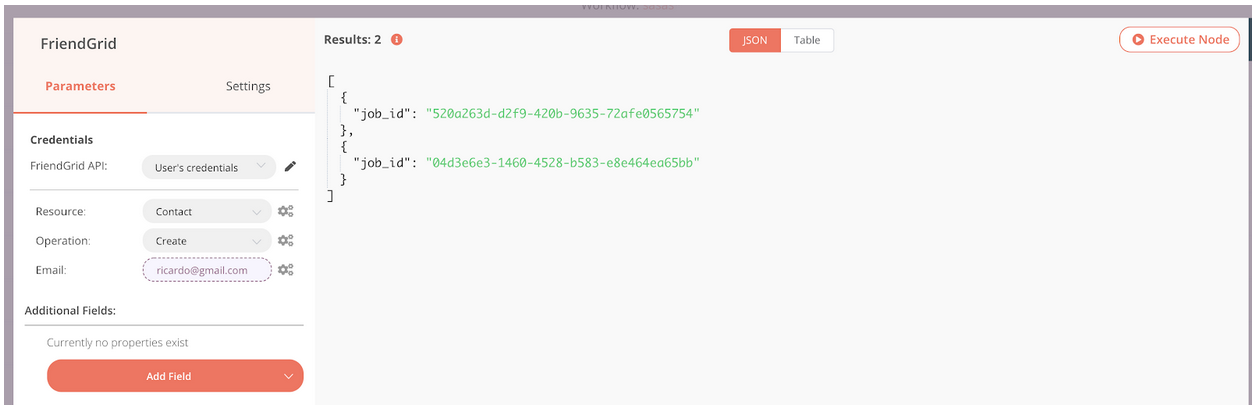 Workflow:
FriendGrid
Parameters
Settings
Credentials
FriendGrid API:
User's credentials
Resource:
Contact
Operation:
Create
Email:
ricardo@gmail.com
Additional Fields:
Currently no properties exist
Add Field
Results: 2
JSON
Table
Execute Node
[
{
"job_id": "520a263d-d2f9-420b-9635-72afe0565754"
},
{
"job_id": "04d3e6e3-1460-4528-b583-e8e464ea65bb"
}
]